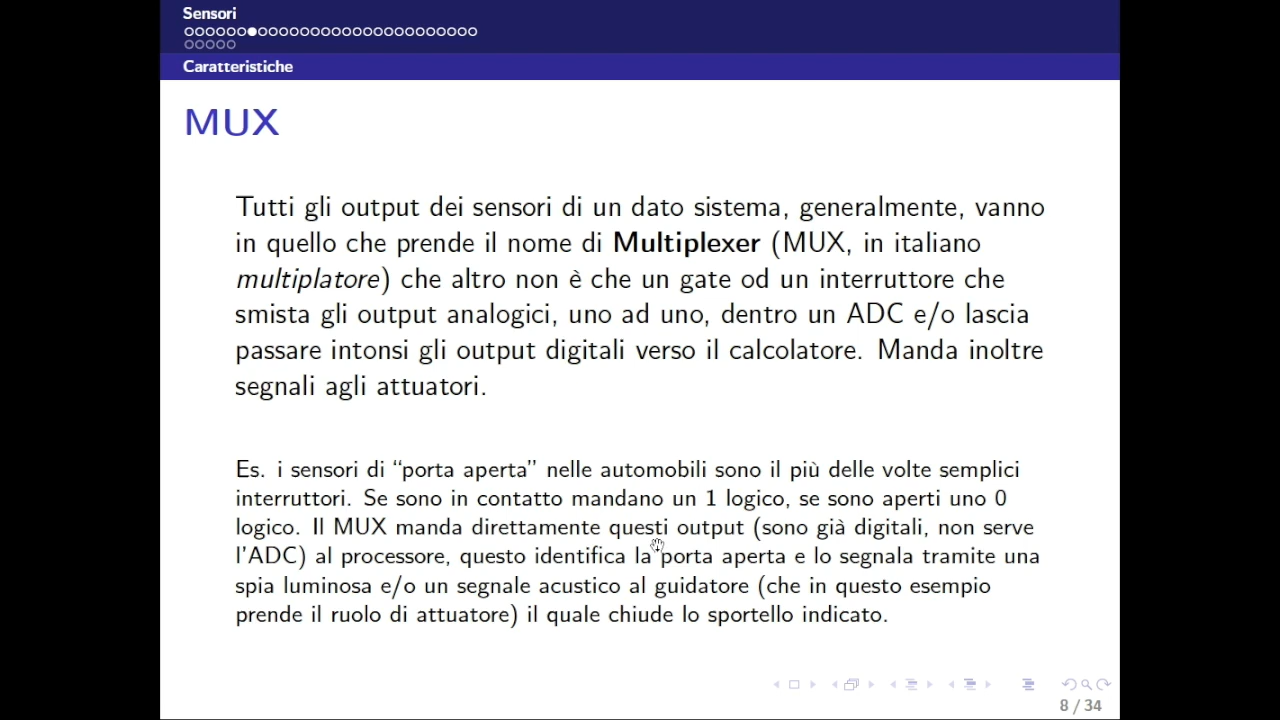 Sensori
Caratteristiche
MUX
Tutti gli output dei sensori di un dato sistema, generalmente, vanno
in quello che prende il nome di Multiplexer (MUX, in italiano
multiplatore) che altro non è che un gate od un interruttore che
smista gli output analogici, uno ad uno, dentro un ADC e/o lascia
passare intonsi gli output digitali verso il calcolatore. Manda inoltre
segnali agli attuatori.
Es. i sensori di “porta aperta” nelle automobili sono il più delle volte semplici
interruttori. Se sono in contatto mandano un 1 logico, se sono aperti uno 0
logico. Il MUX manda direttamente questi output (sono già digitali, non serve
l'ADC) al processore, questo identifica la porta aperta e lo segnala tramite una
spia luminosa e/o un segnale acustico al guidatore (che in questo esempio
prende il ruolo di attuatore) il quale chiude lo sportello indicato.
8 / 34